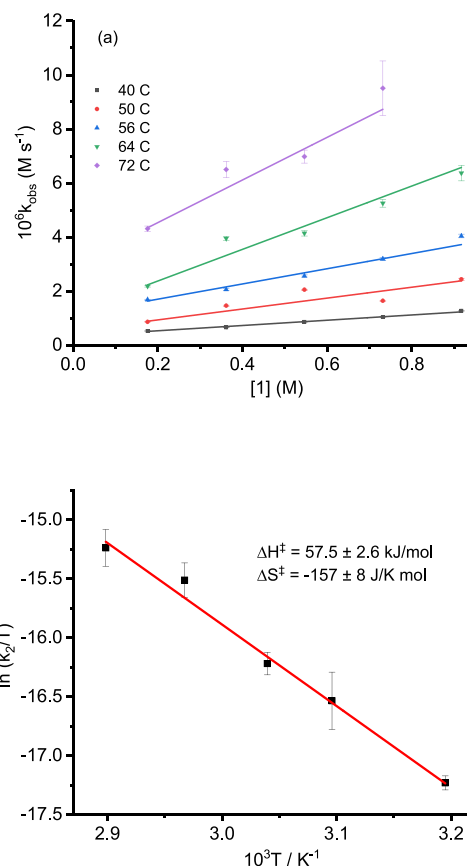 (a)
40 C
50 C
56 C
64 C
72 C
12
10
8
6
4
2
0
10⁶k_obs (M s⁻¹)
0.0 0.2 0.4 0.6 0.8
[1] (M)
ΔH‡ = 57.5 ± 2.6 kJ/mol
ΔS‡ = -157 ± 8 J/K mol
-15.0
-15.5
-16.0
-16.5
-17.0
-17.5
ln (k₂/T)
2.9 3.0 3.1 3.2
10³T / K⁻¹